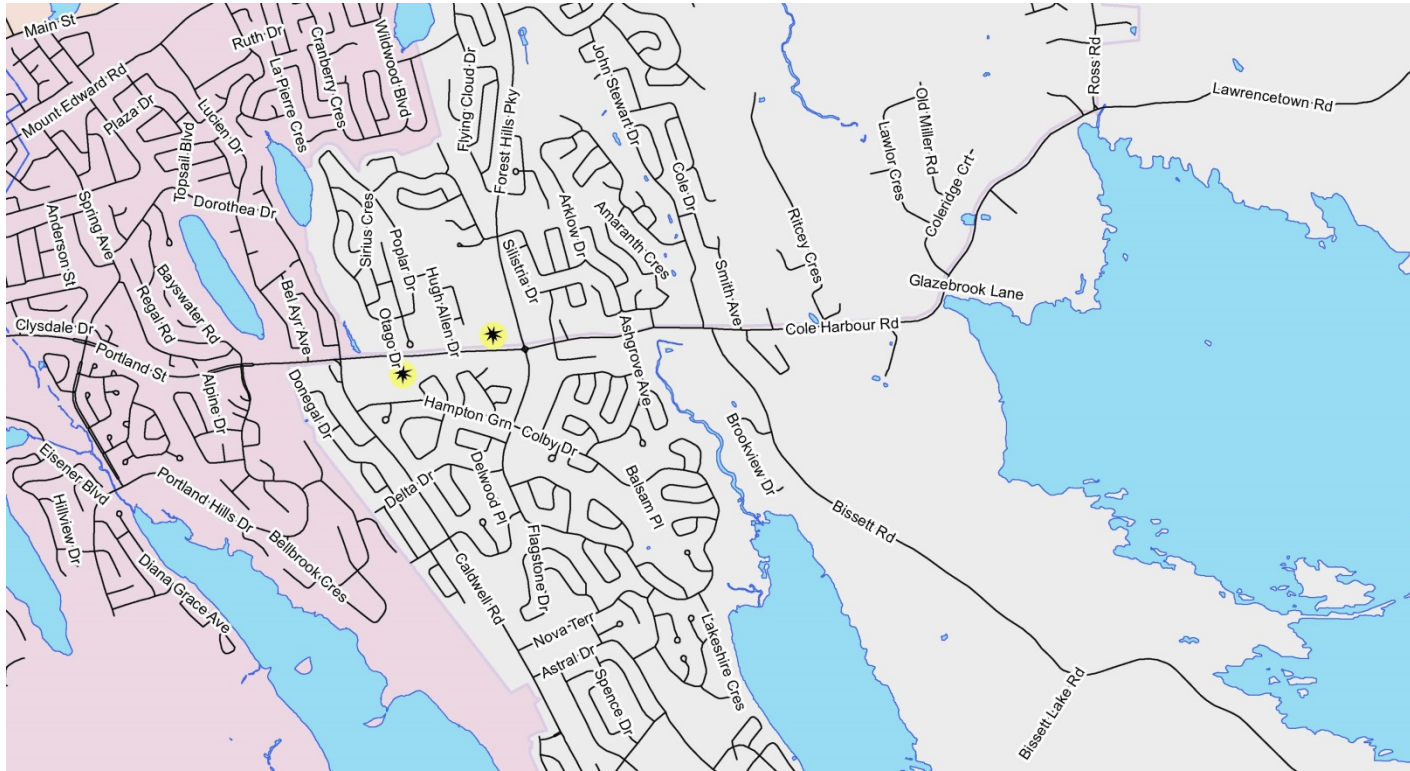 Main St
Mount Edward Rd
Plaza Dr
Ruth Dr
La Pierre Cres
Cranberry Cres
Wildwood Blvd
Lucien Dr
Topsail Blvd
Spring Ave
Anderson St
Dorothea Dr
Bayswater Rd
Regal Rd
Bel Ayr Ave
Clysdale Dr
Portland St
Alpine Dr
Eisener Blvd
Hillview Dr
Portland Hills Dr
Bellbrook Cres
Diana Grace Ave
Flying Cloud Dr
Forest Hills Pky
John Stewart Dr
Cole Dr
Arklow Dr
Amaranth Cres
Silistria Dr
Sirius Cres
Poplar Dr
Hugh Allen Dr
Otago Dr
Smith Ave
Ritcey Cres
Old Miller Rd
Lawlor Cres
Coleridge Crt
Ross Rd
Lawrencetown Rd
Glazebrook Lane
Cole Harbour Rd
Ashgrove Ave
Donegal Dr
Hampton Grn
Colby Dr
Delta Dr
Delwood Pl
Balsam Pl
Brookview Dr
Bissett Rd
Flagstone Dr
Caldwell Rd
Nova Terr
Astral Dr
Spence Dr
Lakeshire Cres
Bissett Lake Rd